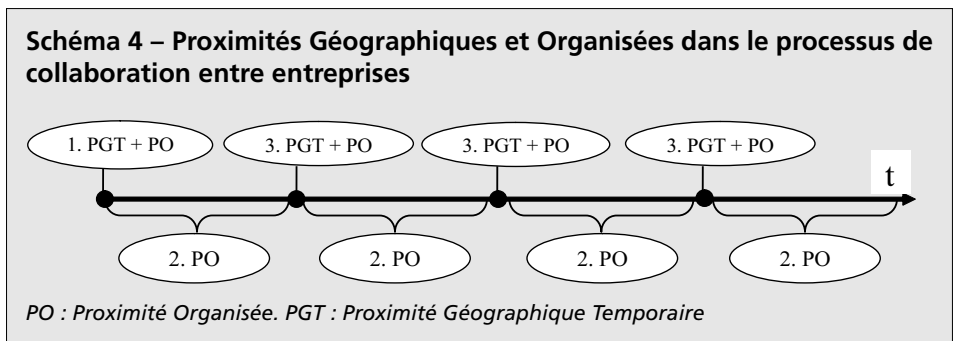 Schéma 4 – Proximités Géographiques et Organisées dans le processus de
collaboration entre entreprises
1. PGT + PO
3. PGT + PO
3. PGT + PO
3. PGT + PO
t
2. PO
2. PO
2. PO
2. PO
PO : Proximité Organisée. PGT : Proximité Géographique Temporaire